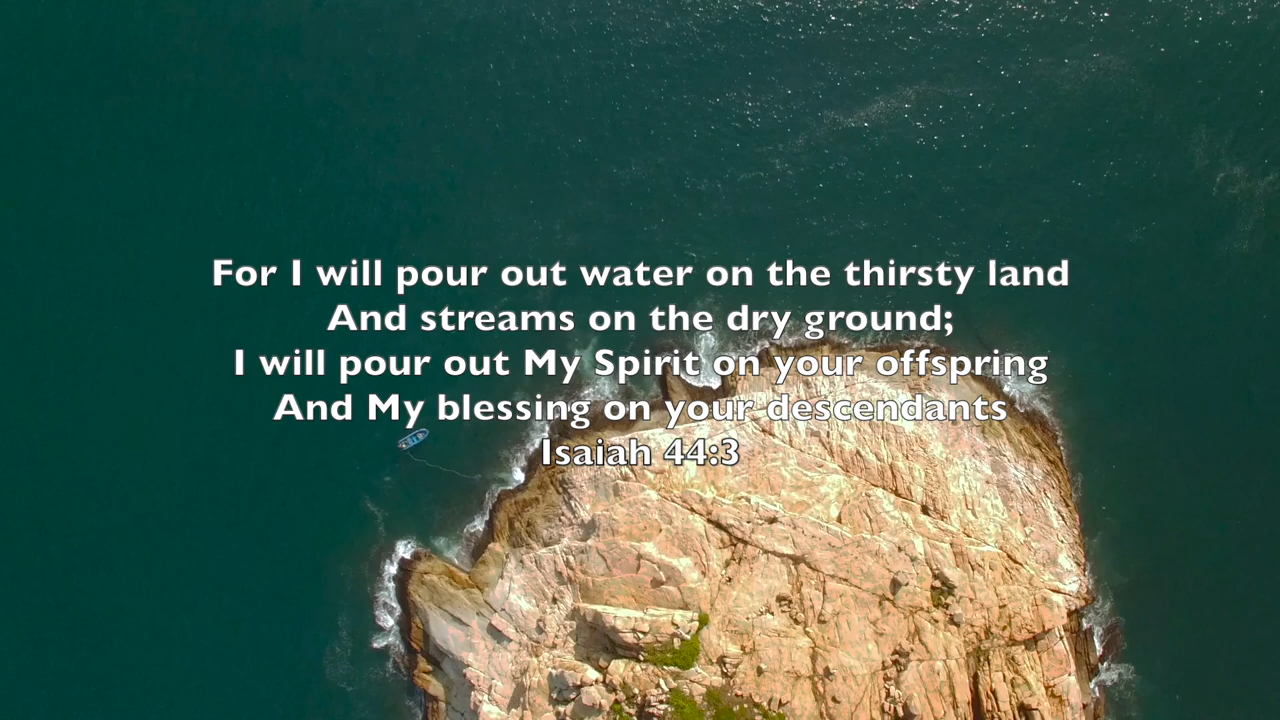 For I will pour out water on the thirsty land
And streams on the dry ground;
I will pour out My Spirit on your offspring
And My blessing on your descendants
Isaiah 44:3